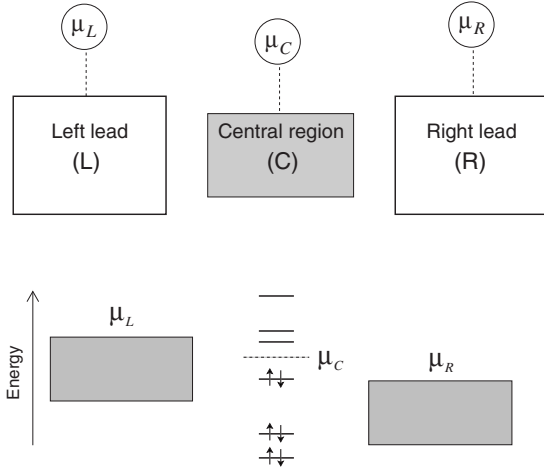 μL
μC
μR
Left lead
(L)
Central region
(C)
Right lead
(R)
Energy
μL
μC
μR